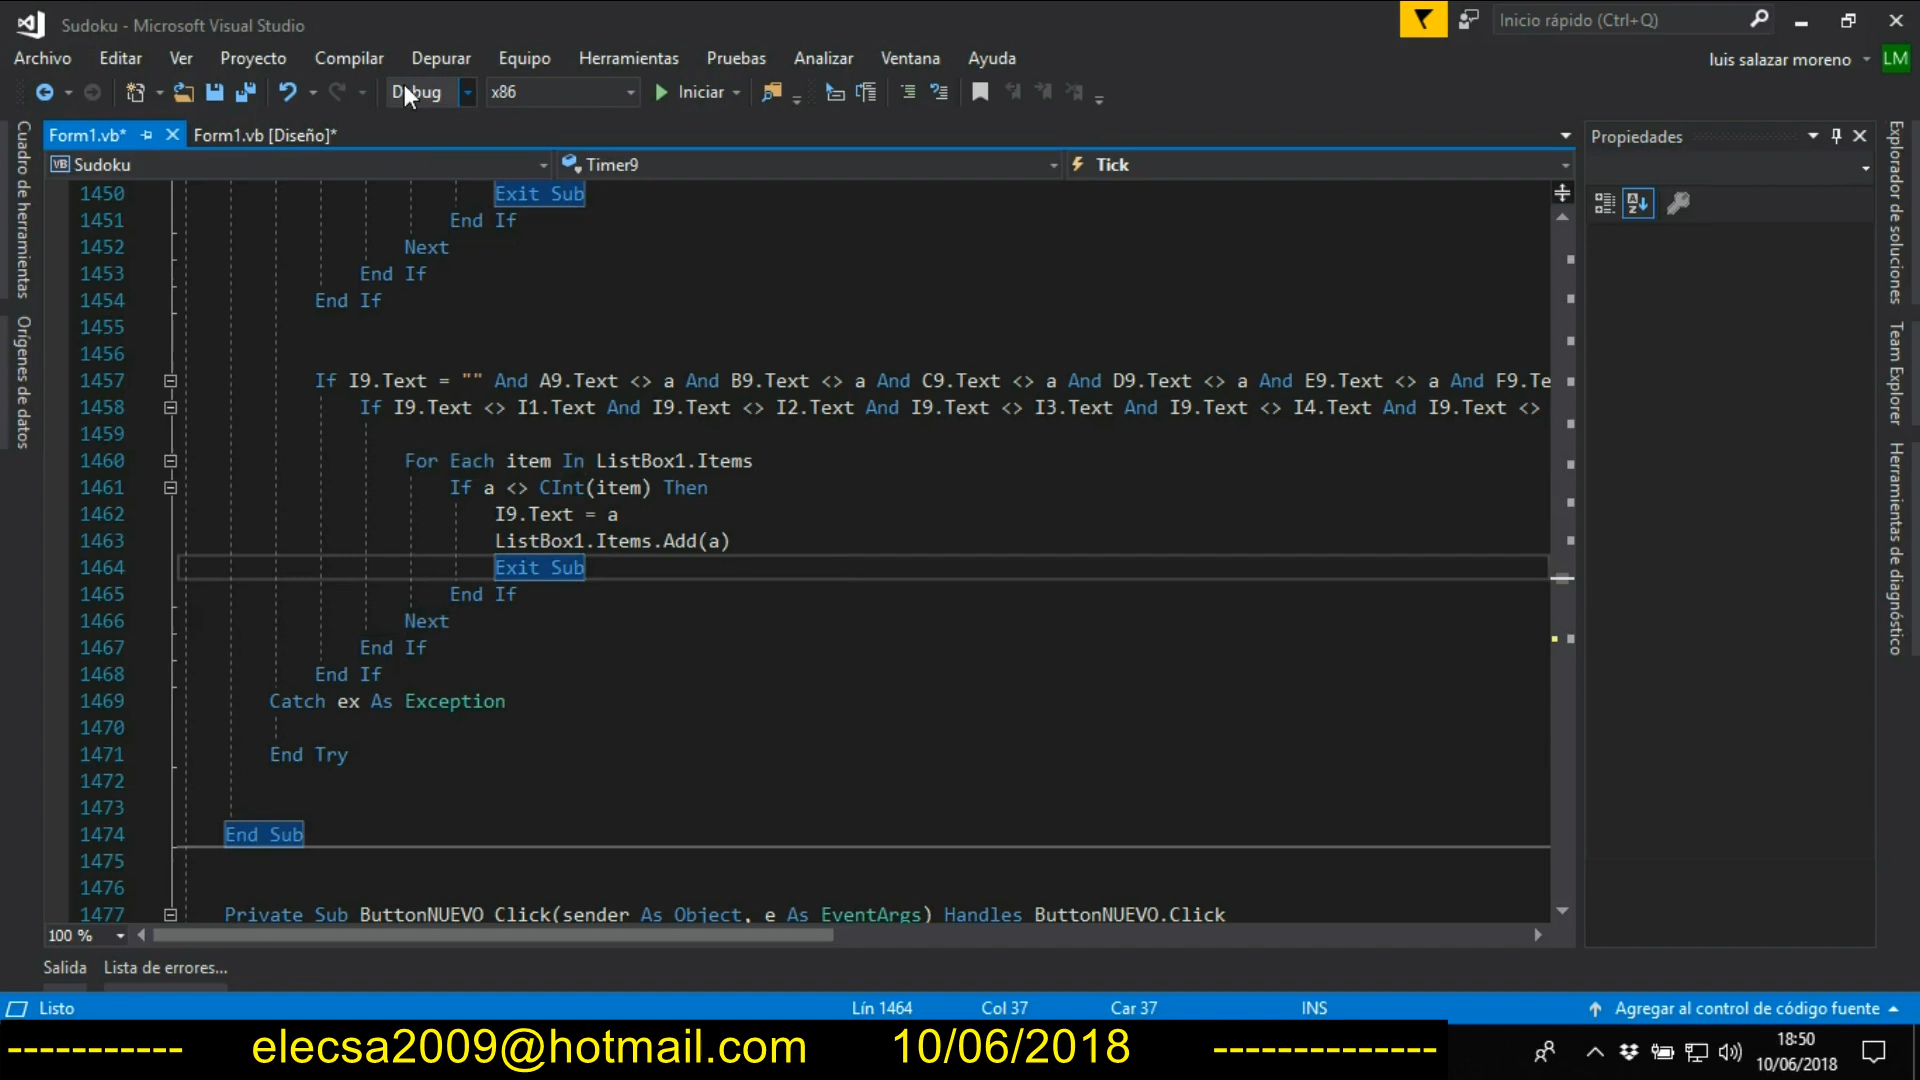 Sudoku - Microsoft Visual Studio
Inicio rápido (Ctrl+Q)
Archivo Editar Ver Proyecto Compilar Depurar Equipo Herramientas Pruebas Analizar Ventana Ayuda
luis salazar moreno LM
Debug x86 Iniciar
Form1.vb* Form1.vb [Diseño]*
Propiedades
VB Sudoku Timer9 Tick
Cuadro de herramientas
Orígenes de datos
1450 Exit Sub
1451 End If
1452 Next
1453 End If
1454 End If
1455
1456
1457 If I9.Text = "" And A9.Text <> a And B9.Text <> a And C9.Text <> a And D9.Text <> a And E9.Text <> a And F9.Te
1458 If I9.Text <> I1.Text And I9.Text <> I2.Text And I9.Text <> I3.Text And I9.Text <> I4.Text And I9.Text <>
1459
1460 For Each item In ListBox1.Items
1461 If a <> CInt(item) Then
1462 I9.Text = a
1463 ListBox1.Items.Add(a)
1464 Exit Sub
1465 End If
1466 Next
1467 End If
1468 End If
1469 Catch ex As Exception
1470
1471 End Try
1472
1473
1474 End Sub
1475
1476
1477 Private Sub ButtonNUEVO_Click(sender As Object, e As EventArgs) Handles ButtonNUEVO.Click
Explorador de soluciones
Team Explorer
Herramientas de diagnóstico
100 %
Salida Lista de errores...
Listo Lín 1464 Col 37 Car 37 INS Agregar al control de código fuente
----------- elecsa2009@hotmail.com 10/06/2018 --------------
18:50
10/06/2018